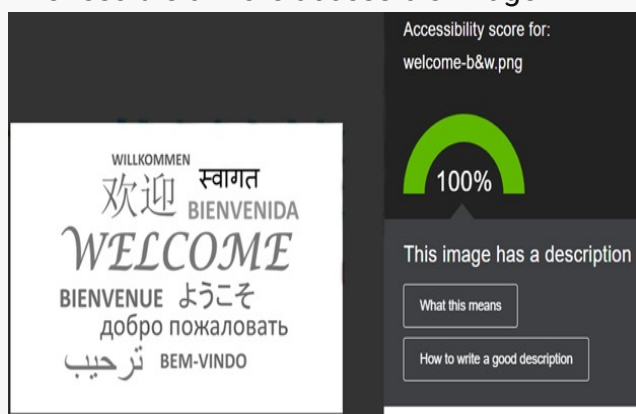 Accessibility score for:
welcome-b&w.png
100%
This image has a description
What this means
How to write a good description
WILLKOMMEN
欢迎 स्वागत
BIENVENIDA
WELCOME
BIENVENUE ようこそ
добро пожаловать
ترحيب BEM-VINDO